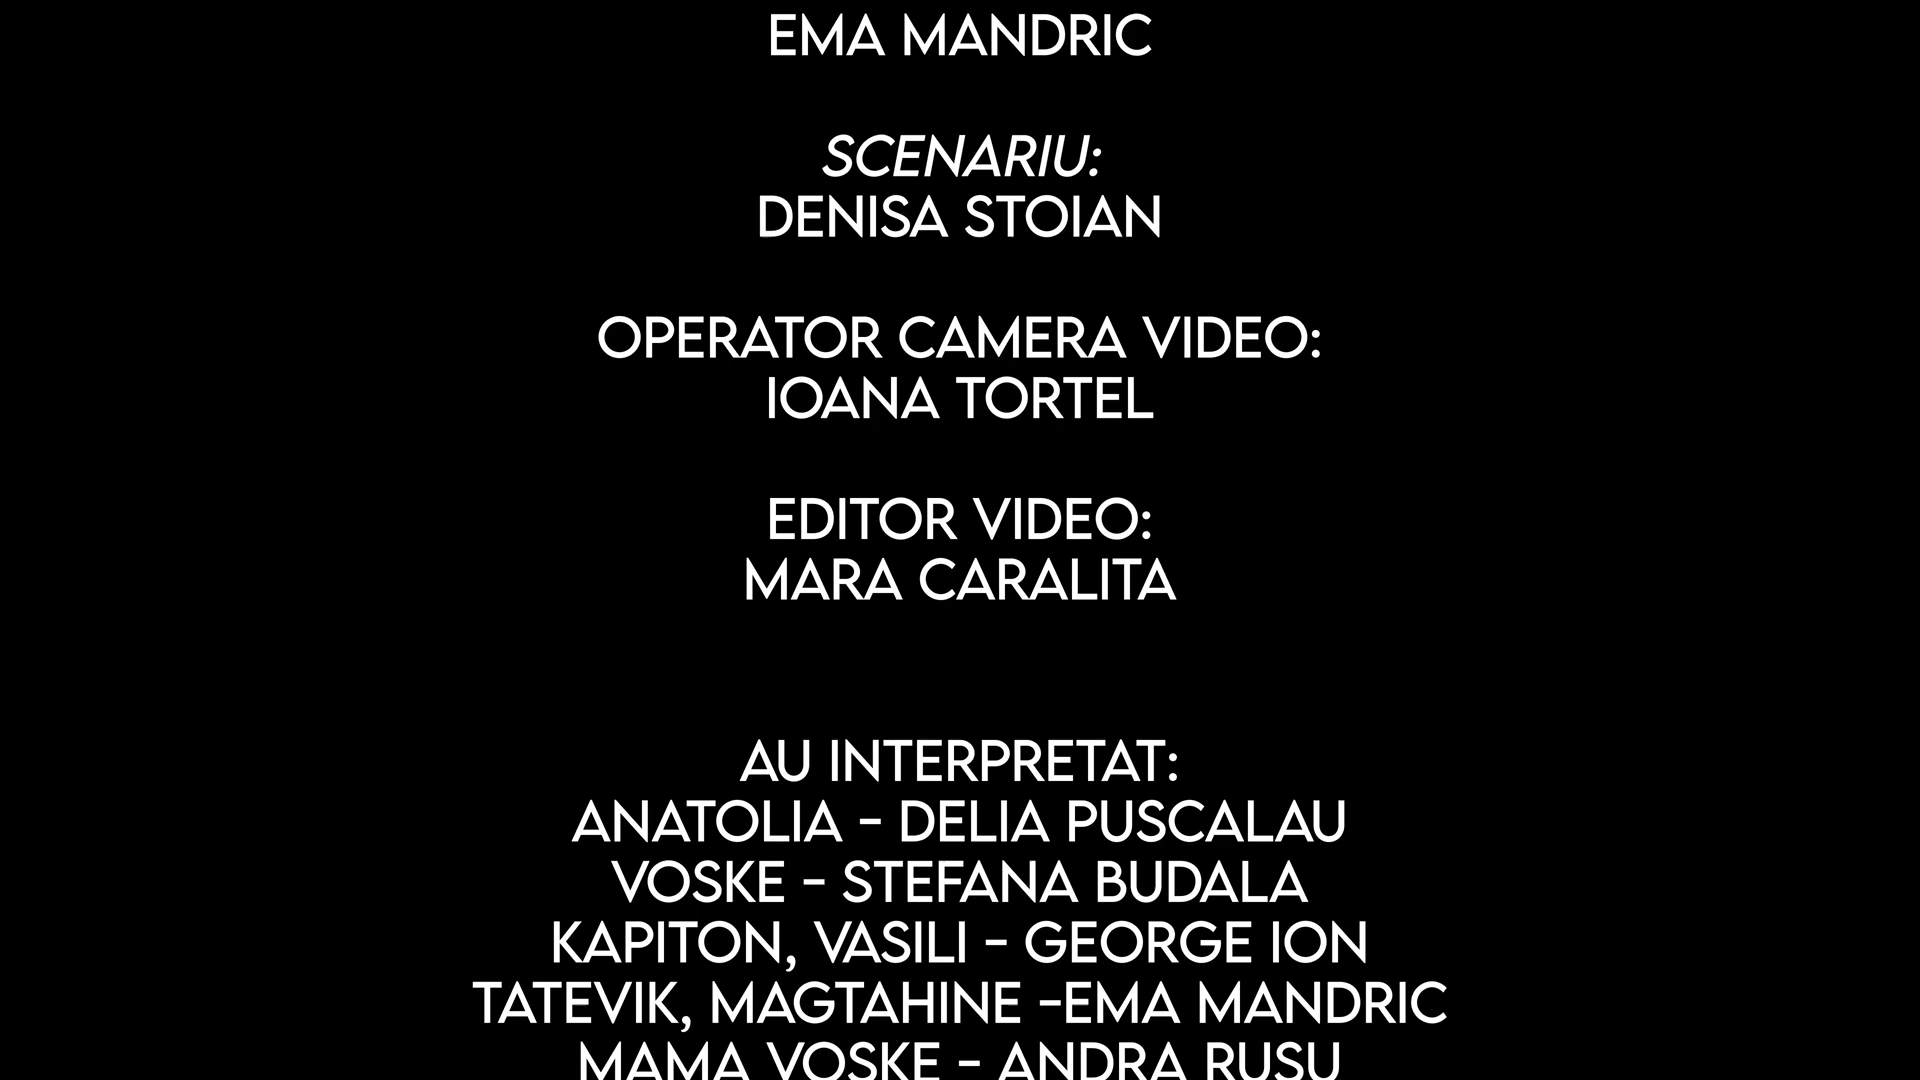 EMA MANDRIC
SCENARIU:
DENISA STOIAN
OPERATOR CAMERA VIDEO:
IOANA TORTEL
EDITOR VIDEO:
MARA CARALITA
AU INTERPRETAT:
ANATOLIA - DELIA PUSCALAU
VOSKE - STEFANA BUDALA
KAPITON, VASILI - GEORGE ION
TATEVIK, MAGTAHINE -EMA MANDRIC
MAMA VOSKE - ANDRA RUSU